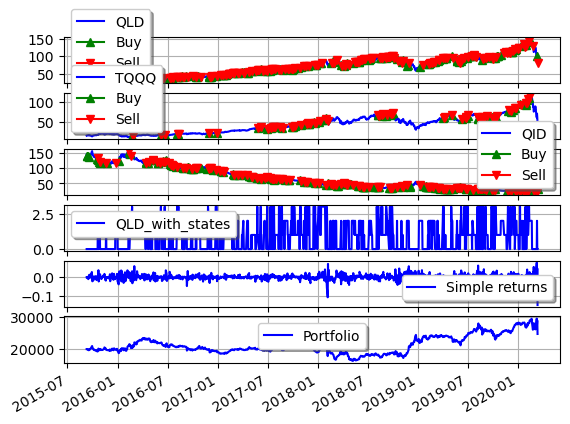 QLD
Buy
Sell
150
100
50
TQQQ
Buy
Sell
100
50
QID
Buy
Sell
150
100
50
QLD_with_states
2.5
0.0
Simple returns
0.0
−0.1
Portfolio
30000
20000
2015-07
2016-01
2016-07
2017-01
2017-07
2018-01
2018-07
2019-01
2019-07
2020-01